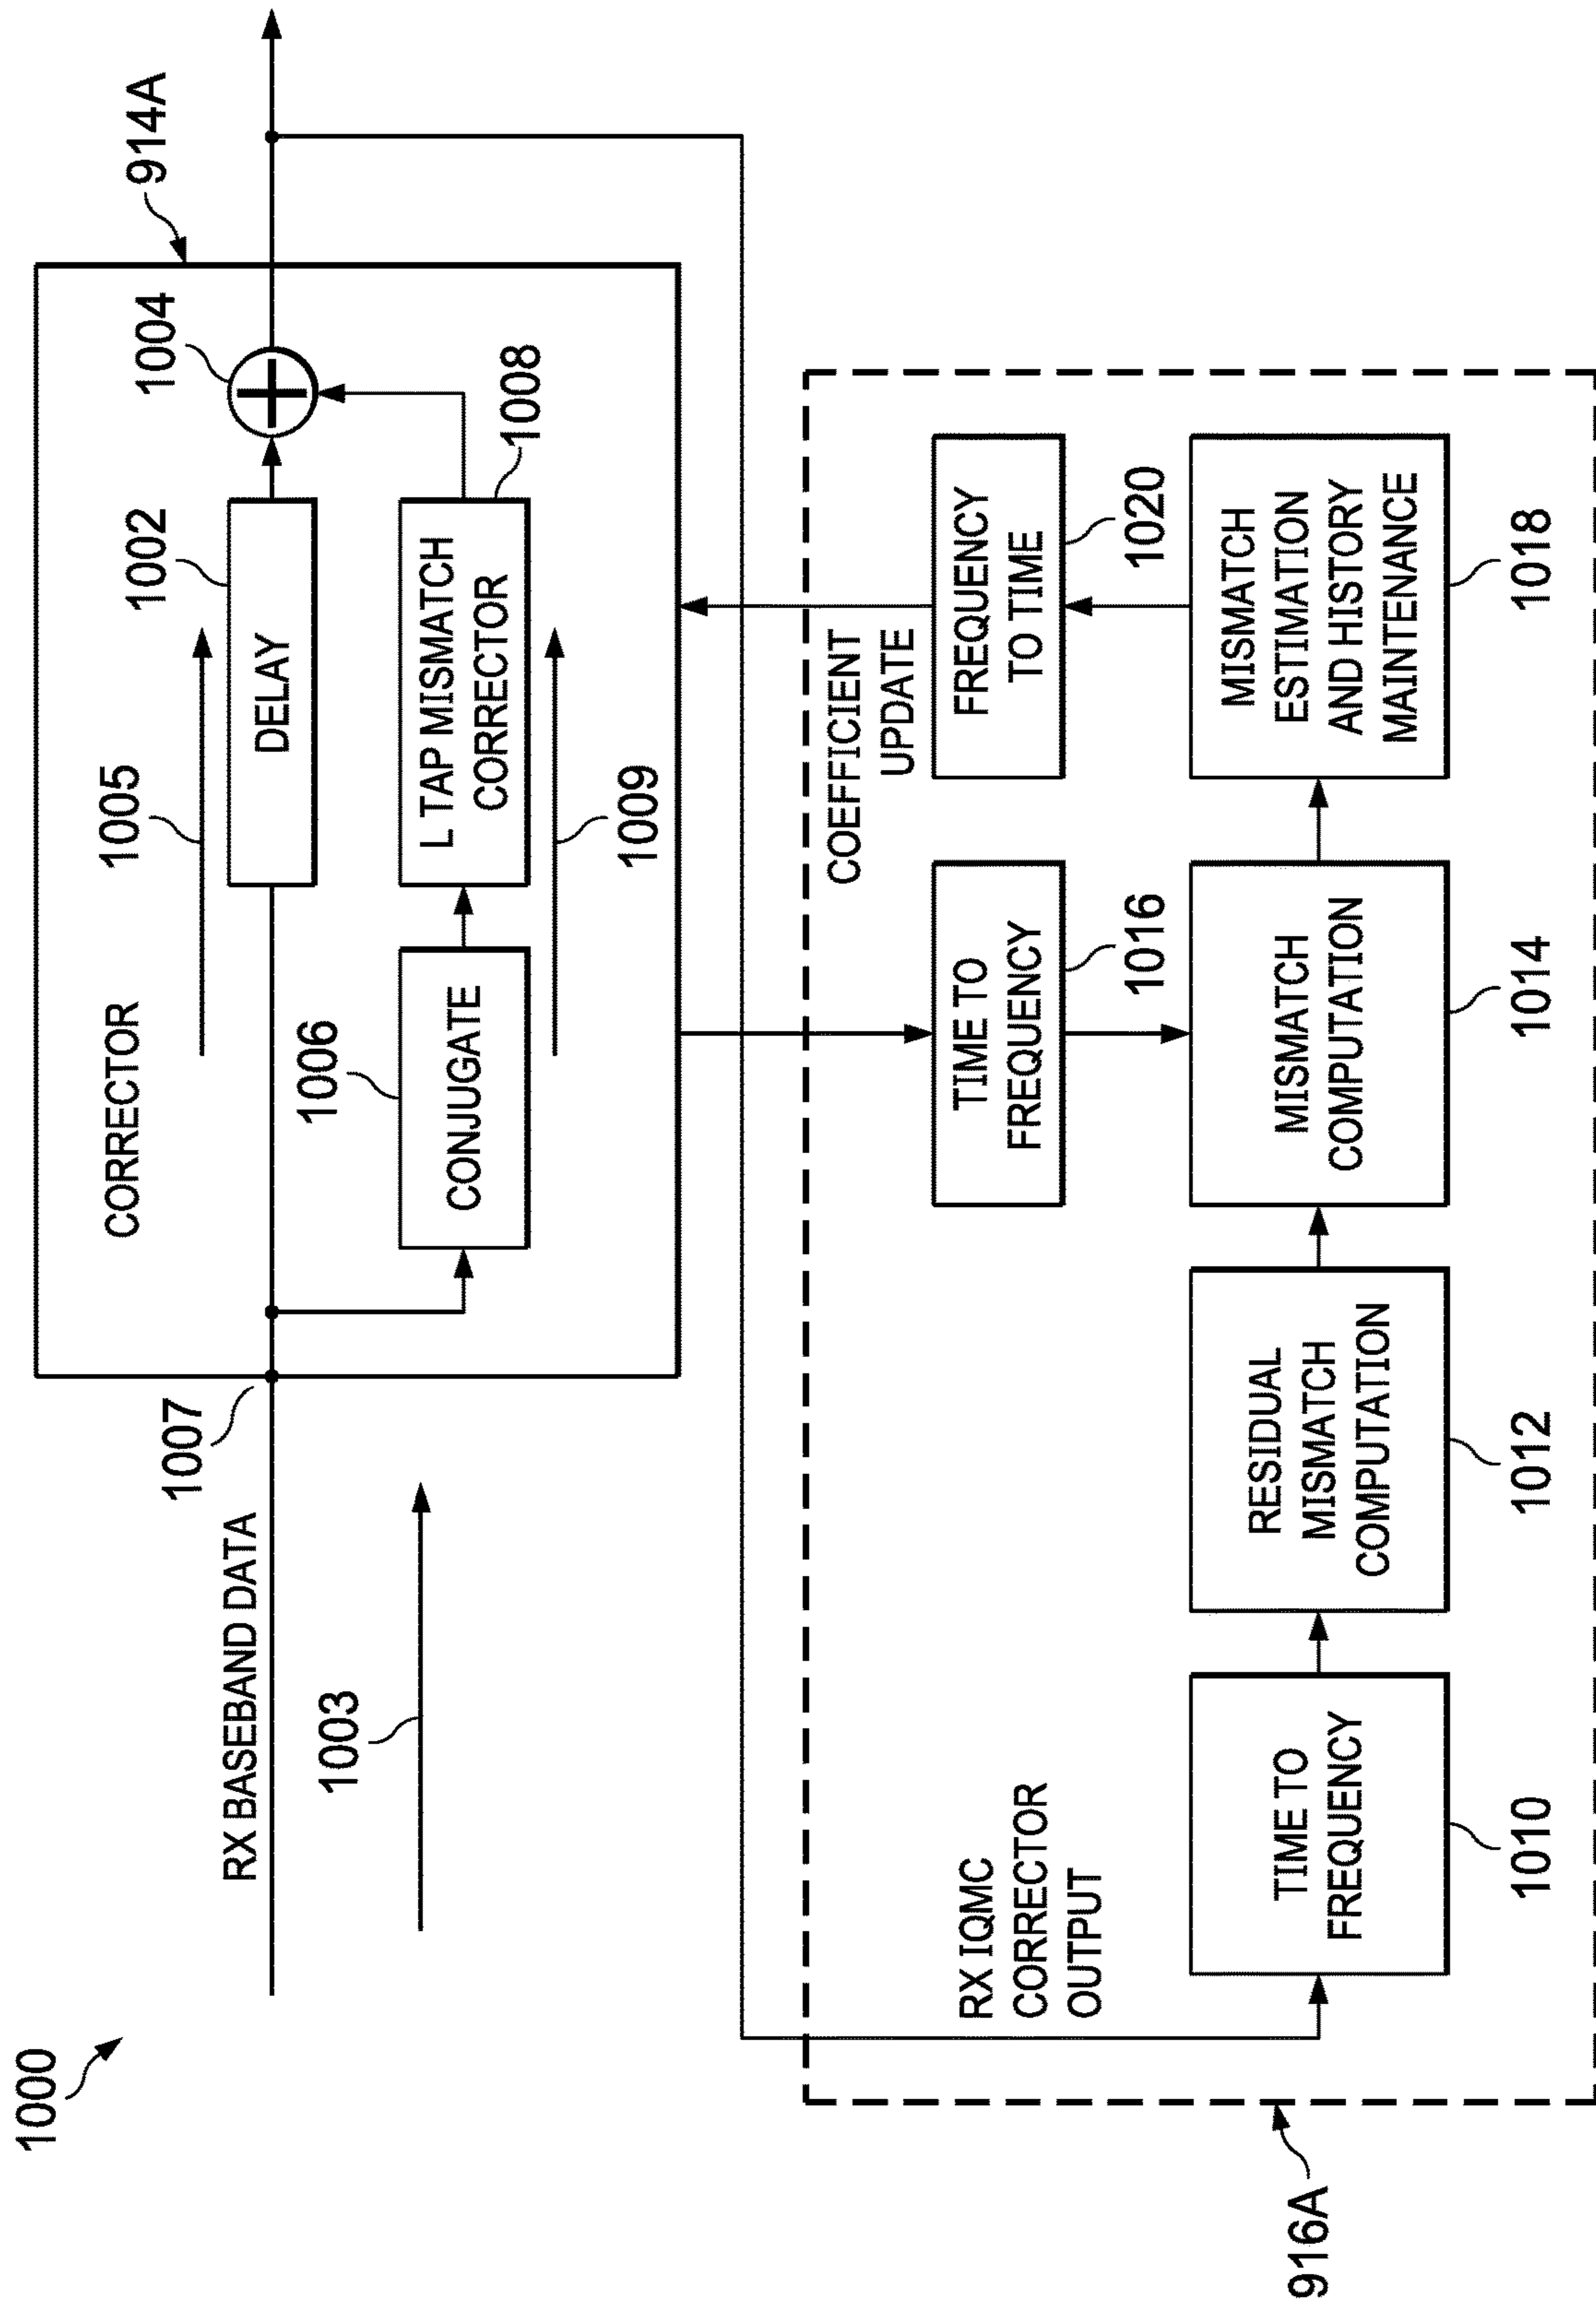 1000
RX BASEBAND DATA
1003
1007
CORRECTOR
1005
1002
DELAY
1004
914A
1006
CONJUGATE
L TAP MISMATCH
CORRECTOR
1008
1009
916A
RX IQMC
CORRECTOR
OUTPUT
TIME TO
FREQUENCY
1010
RESIDUAL
MISMATCH
COMPUTATION
1012
TIME TO
FREQUENCY
1016
MISMATCH
COMPUTATION
1014
COEFFICIENT
UPDATE
FREQUENCY
TO TIME
1020
MISMATCH
ESTIMATION
AND HISTORY
MAINTENANCE
1018